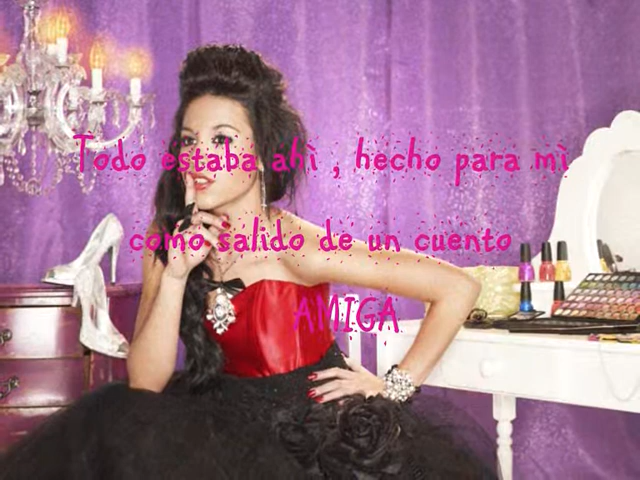 Todo estaba ahì , hecho para mì
como salido de un cuento
AMIGA